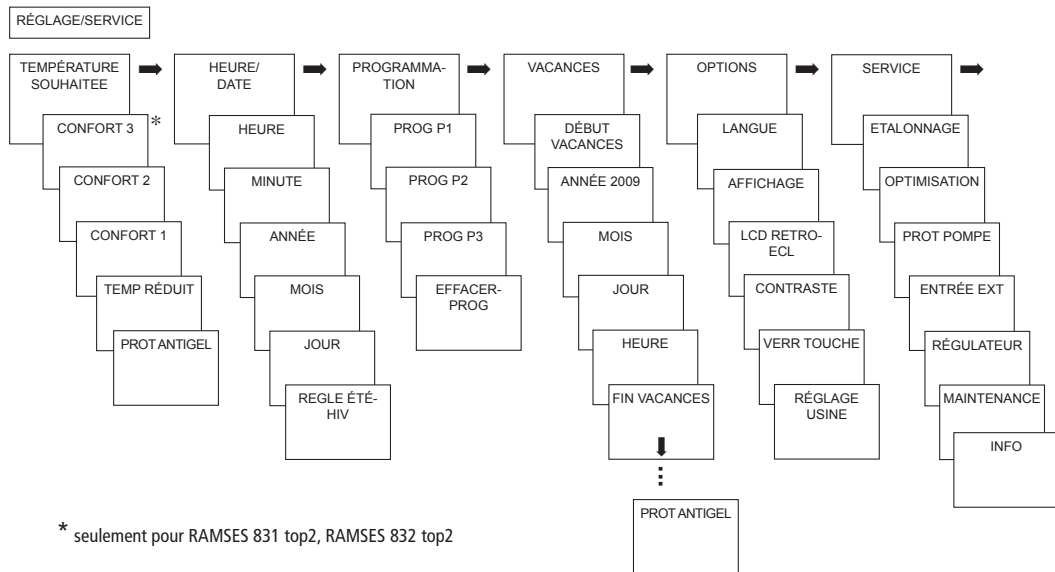 RÉGLAGE/SERVICE
TEMPÉRATURE
SOUHAITEE
CONFORT 3 *
CONFORT 2
CONFORT 1
TEMP RÉDUIT
PROT ANTIGEL
HEURE/
DATE
HEURE
MINUTE
ANNÉE
MOIS
JOUR
REGLE ÉTÉ-
HIV
PROGRAMMA-
TION
PROG P1
PROG P2
PROG P3
EFFACER-
PROG
VACANCES
DÉBUT
VACANCES
ANNÉE 2009
MOIS
JOUR
HEURE
FIN VACANCES
PROT ANTIGEL
OPTIONS
LANGUE
AFFICHAGE
LCD RETRO-
ECL
CONTRASTE
VERR TOUCHE
RÉGLAGE
USINE
SERVICE
ETALONNAGE
OPTIMISATION
PROT POMPE
ENTRÉE EXT
RÉGULATEUR
MAINTENANCE
INFO
* seulement pour RAMSES 831 top2, RAMSES 832 top2